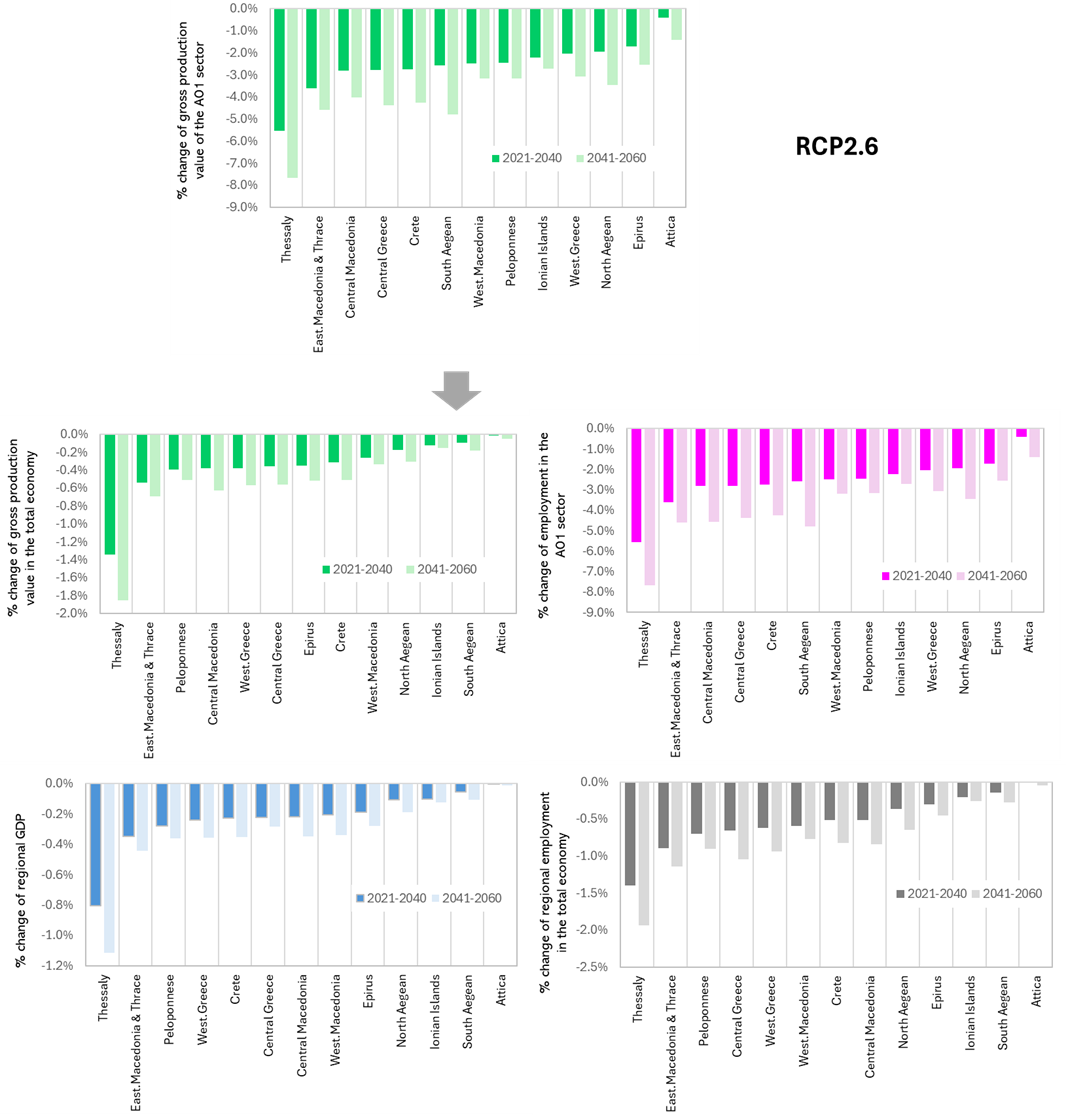 % change of gross production
value of the AO1 sector
0.0%
-1.0%
-2.0%
-3.0%
-4.0%
-5.0%
-6.0%
-7.0%
-8.0%
-9.0%
2021-2040
2041-2060
Thessaly
East.Macedonia & Thrace
Central Macedonia
Central Greece
Crete
South Aegean
West.Macedonia
Peloponnese
Ionian Islands
West.Greece
North Aegean
Epirus
Attica
RCP2.6
% change of gross production
value in the total economy
0.0%
-0.2%
-0.4%
-0.6%
-0.8%
-1.0%
-1.2%
-1.4%
-1.6%
-1.8%
-2.0%
2021-2040
2041-2060
Thessaly
East.Macedonia & Thrace
Peloponnese
Central Macedonia
West.Greece
Central Greece
Epirus
Crete
West.Macedonia
North Aegean
Ionian Islands
South Aegean
Attica
% change of employment in the
AO1 sector
0.0%
-1.0%
-2.0%
-3.0%
-4.0%
-5.0%
-6.0%
-7.0%
-8.0%
-9.0%
2021-2040
2041-2060
Thessaly
East.Macedonia & Thrace
Central Macedonia
Central Greece
Crete
South Aegean
West.Macedonia
Peloponnese
Ionian Islands
West.Greece
North Aegean
Epirus
Attica
% change of regional GDP
0.0%
-0.2%
-0.4%
-0.6%
-0.8%
-1.0%
-1.2%
2021-2040
2041-2060
Thessaly
East.Macedonia & Thrace
Peloponnese
West.Greece
Crete
Central Greece
Central Macedonia
West.Macedonia
Epirus
North Aegean
Ionian Islands
South Aegean
Attica
% change of regional employment
in the total economy
0.0%
-0.5%
-1.0%
-1.5%
-2.0%
-2.5%
2021-2040
2041-2060
Thessaly
East.Macedonia & Thrace
Peloponnese
Central Greece
West.Greece
West.Macedonia
Crete
Central Macedonia
North Aegean
Epirus
Ionian Islands
South Aegean
Attica